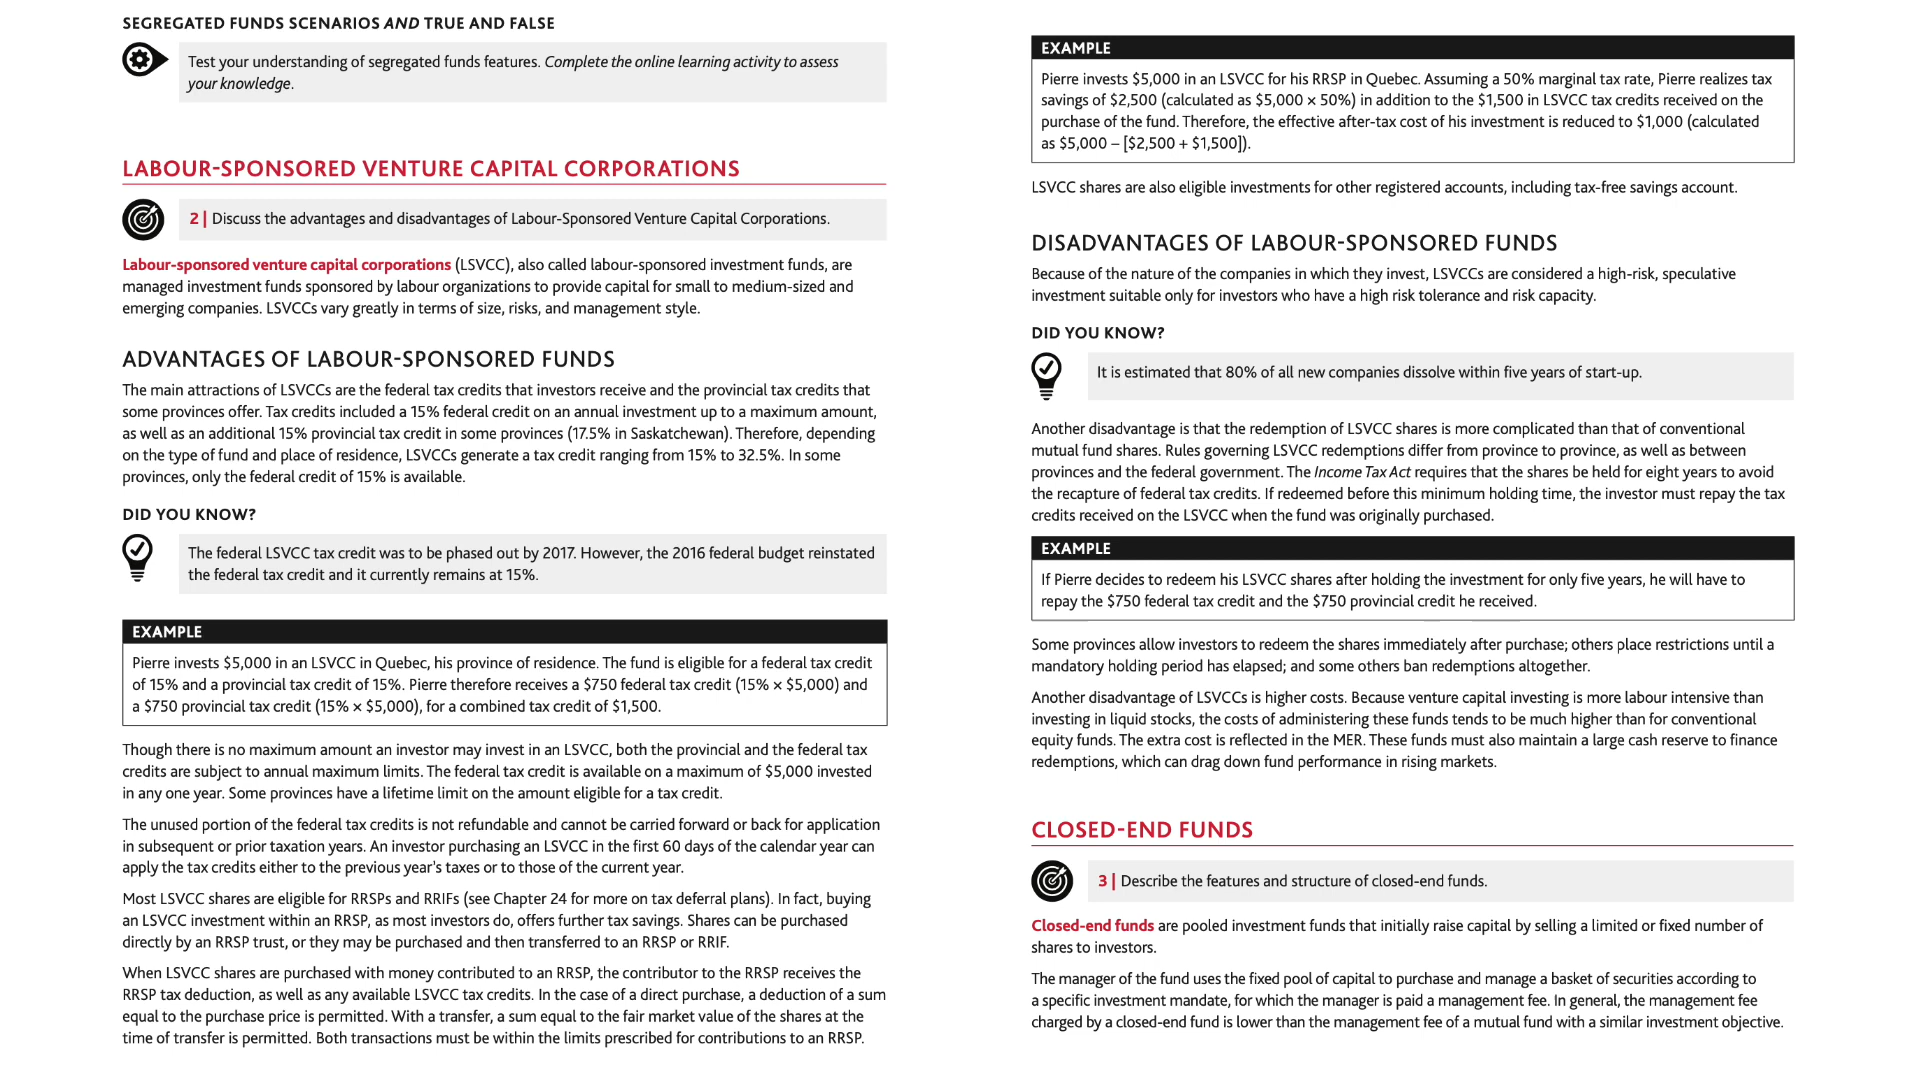 SEGREGATED FUNDS SCENARIOS AND TRUE AND FALSE
Test your understanding of segregated funds features. Complete the online learning activity to assess
your knowledge.
LABOUR-SPONSORED VENTURE CAPITAL CORPORATIONS
2 | Discuss the advantages and disadvantages of Labour-Sponsored Venture Capital Corporations.
Labour-sponsored venture capital corporations (LSVCC), also called labour-sponsored investment funds, are
managed investment funds sponsored by labour organizations to provide capital for small to medium-sized and
emerging companies. LSVCCs vary greatly in terms of size, risks, and management style.
ADVANTAGES OF LABOUR-SPONSORED FUNDS
The main attractions of LSVCCs are the federal tax credits that investors receive and the provincial tax credits that
some provinces offer. Tax credits included a 15% federal credit on an annual investment up to a maximum amount,
as well as an additional 15% provincial tax credit in some provinces (17.5% in Saskatchewan). Therefore, depending
on the type of fund and place of residence, LSVCCs generate a tax credit ranging from 15% to 32.5%. In some
provinces, only the federal credit of 15% is available.
DID YOU KNOW?
The federal LSVCC tax credit was to be phased out by 2017. However, the 2016 federal budget reinstated
the federal tax credit and it currently remains at 15%.
EXAMPLE
Pierre invests $5,000 in an LSVCC in Quebec, his province of residence. The fund is eligible for a federal tax credit
of 15% and a provincial tax credit of 15%. Pierre therefore receives a $750 federal tax credit (15% × $5,000) and
a $750 provincial tax credit (15% × $5,000), for a combined tax credit of $1,500.
Though there is no maximum amount an investor may invest in an LSVCC, both the provincial and the federal tax
credits are subject to annual maximum limits. The federal tax credit is available on a maximum of $5,000 invested
in any one year. Some provinces have a lifetime limit on the amount eligible for a tax credit.
The unused portion of the federal tax credits is not refundable and cannot be carried forward or back for application
in subsequent or prior taxation years. An investor purchasing an LSVCC in the first 60 days of the calendar year can
apply the tax credits either to the previous year's taxes or to those of the current year.
Most LSVCC shares are eligible for RRSPs and RRIFs (see Chapter 24 for more on tax deferral plans). In fact, buying
an LSVCC investment within an RRSP, as most investors do, offers further tax savings. Shares can be purchased
directly by an RRSP trust, or they may be purchased and then transferred to an RRSP or RRIF.
When LSVCC shares are purchased with money contributed to an RRSP, the contributor to the RRSP receives the
RRSP tax deduction, as well as any available LSVCC tax credits. In the case of a direct purchase, a deduction of a sum
equal to the purchase price is permitted. With a transfer, a sum equal to the fair market value of the shares at the
time of transfer is permitted. Both transactions must be within the limits prescribed for contributions to an RRSP.
EXAMPLE
Pierre invests $5,000 in an LSVCC for his RRSP in Quebec. Assuming a 50% marginal tax rate, Pierre realizes tax
savings of $2,500 (calculated as $5,000 × 50%) in addition to the $1,500 in LSVCC tax credits received on the
purchase of the fund. Therefore, the effective after-tax cost of his investment is reduced to $1,000 (calculated
as $5,000 – [$2,500 + $1,500]).
LSVCC shares are also eligible investments for other registered accounts, including tax-free savings account.
DISADVANTAGES OF LABOUR-SPONSORED FUNDS
Because of the nature of the companies in which they invest, LSVCCs are considered a high-risk, speculative
investment suitable only for investors who have a high risk tolerance and risk capacity.
DID YOU KNOW?
It is estimated that 80% of all new companies dissolve within five years of start-up.
Another disadvantage is that the redemption of LSVCC shares is more complicated than that of conventional
mutual fund shares. Rules governing LSVCC redemptions differ from province to province, as well as between
provinces and the federal government. The Income Tax Act requires that the shares be held for eight years to avoid
the recapture of federal tax credits. If redeemed before this minimum holding time, the investor must repay the tax
credits received on the LSVCC when the fund was originally purchased.
EXAMPLE
If Pierre decides to redeem his LSVCC shares after holding the investment for only five years, he will have to
repay the $750 federal tax credit and the $750 provincial credit he received.
Some provinces allow investors to redeem the shares immediately after purchase; others place restrictions until a
mandatory holding period has elapsed; and some others ban redemptions altogether.
Another disadvantage of LSVCCs is higher costs. Because venture capital investing is more labour intensive than
investing in liquid stocks, the costs of administering these funds tends to be much higher than for conventional
equity funds. The extra cost is reflected in the MER. These funds must also maintain a large cash reserve to finance
redemptions, which can drag down fund performance in rising markets.
CLOSED-END FUNDS
3 | Describe the features and structure of closed-end funds.
Closed-end funds are pooled investment funds that initially raise capital by selling a limited or fixed number of
shares to investors.
The manager of the fund uses the fixed pool of capital to purchase and manage a basket of securities according to
a specific investment mandate, for which the manager is paid a management fee. In general, the management fee
charged by a closed-end fund is lower than the management fee of a mutual fund with a similar investment objective.